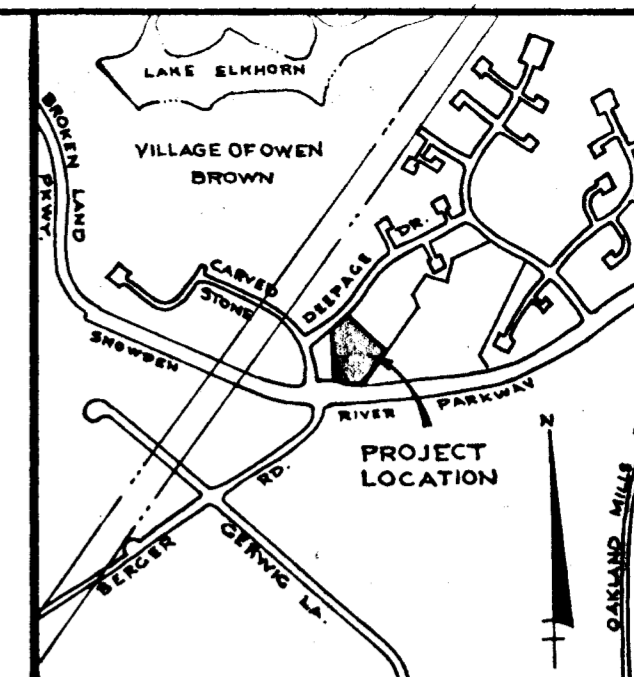 LAKE ELKHORN
VILLAGE OF OWEN
BROWN
BROKEN LAND
PKWY.
CARVED
STONE
DEEPAGE DR.
SNOWDEN
RIVER PARKWAY
PROJECT
LOCATION
N
RD.
BERGER
GERWIG LA.
OAKLAND MILLS